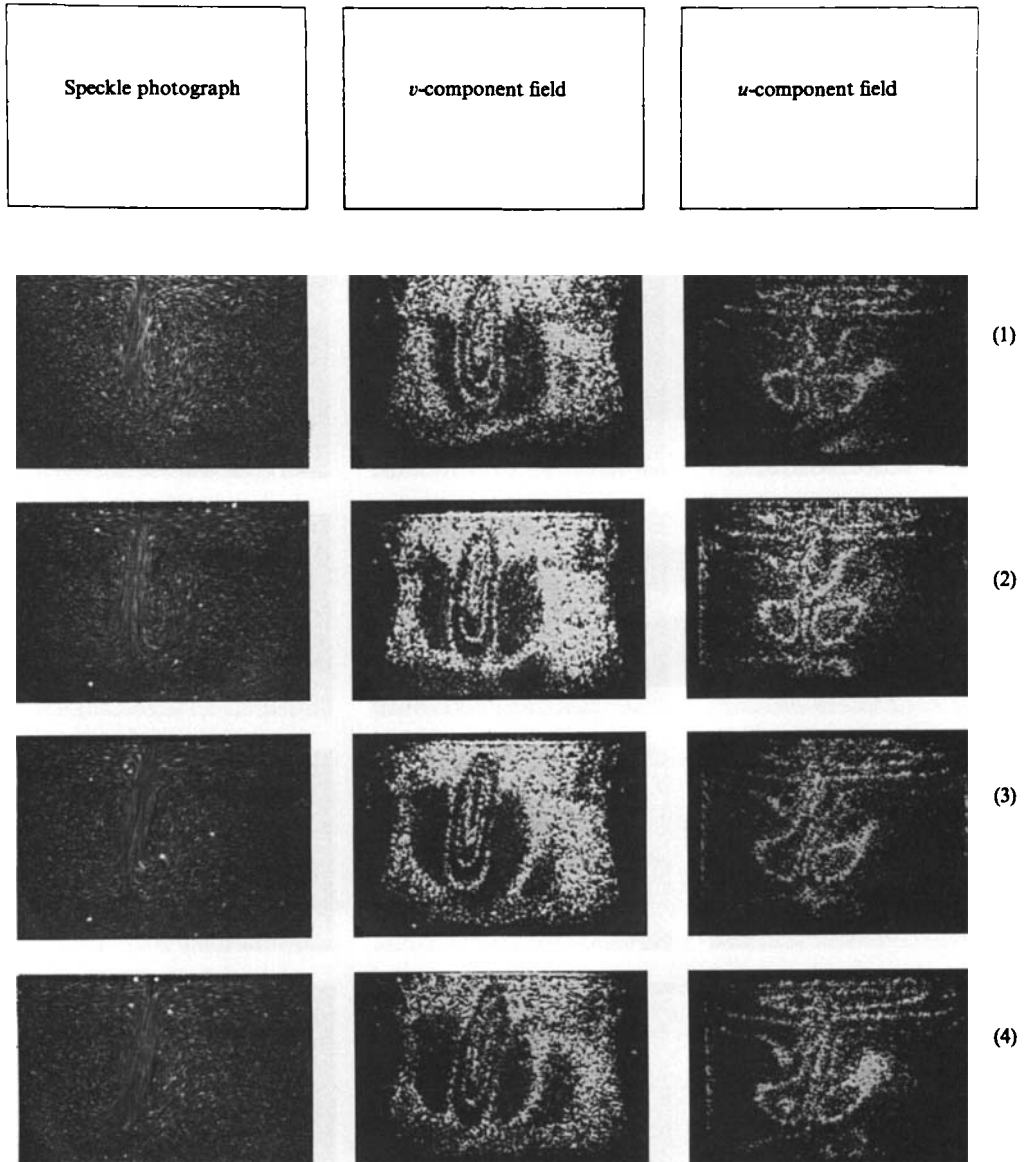 Speckle photograph
v-component field
u-component field
(1)
(2)
(3)
(4)